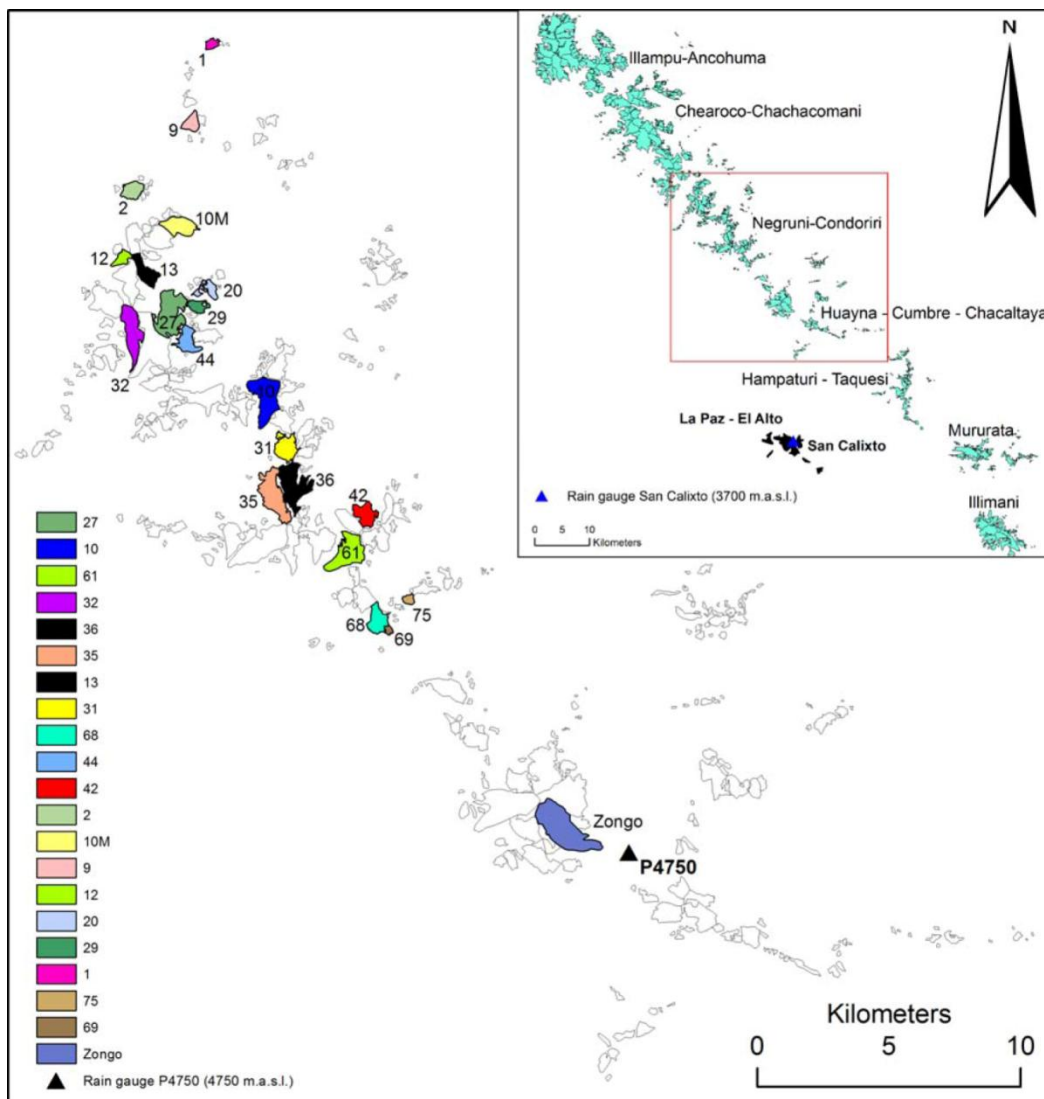 1
9
2
10M
12
13
20
29
27
44
32
10
31
36
35
42
61
75
68
69
Zongo
P4750
27
10
61
32
36
35
13
31
68
44
42
2
10M
9
12
20
29
1
75
69
Zongo
Rain gauge P4750 (4750 m.a.s.l.)
Kilometers
0 5 10
N
Illampu-Ancohuma
Chearoco-Chachacomani
Negruni-Condoriri
Huayna - Cumbre - Chacaltaya
Hampaturi - Taquesi
La Paz - El Alto
San Calixto
Mururata
Illimani
Rain gauge San Calixto (3700 m.a.s.l.)
0 5 10
Kilometers